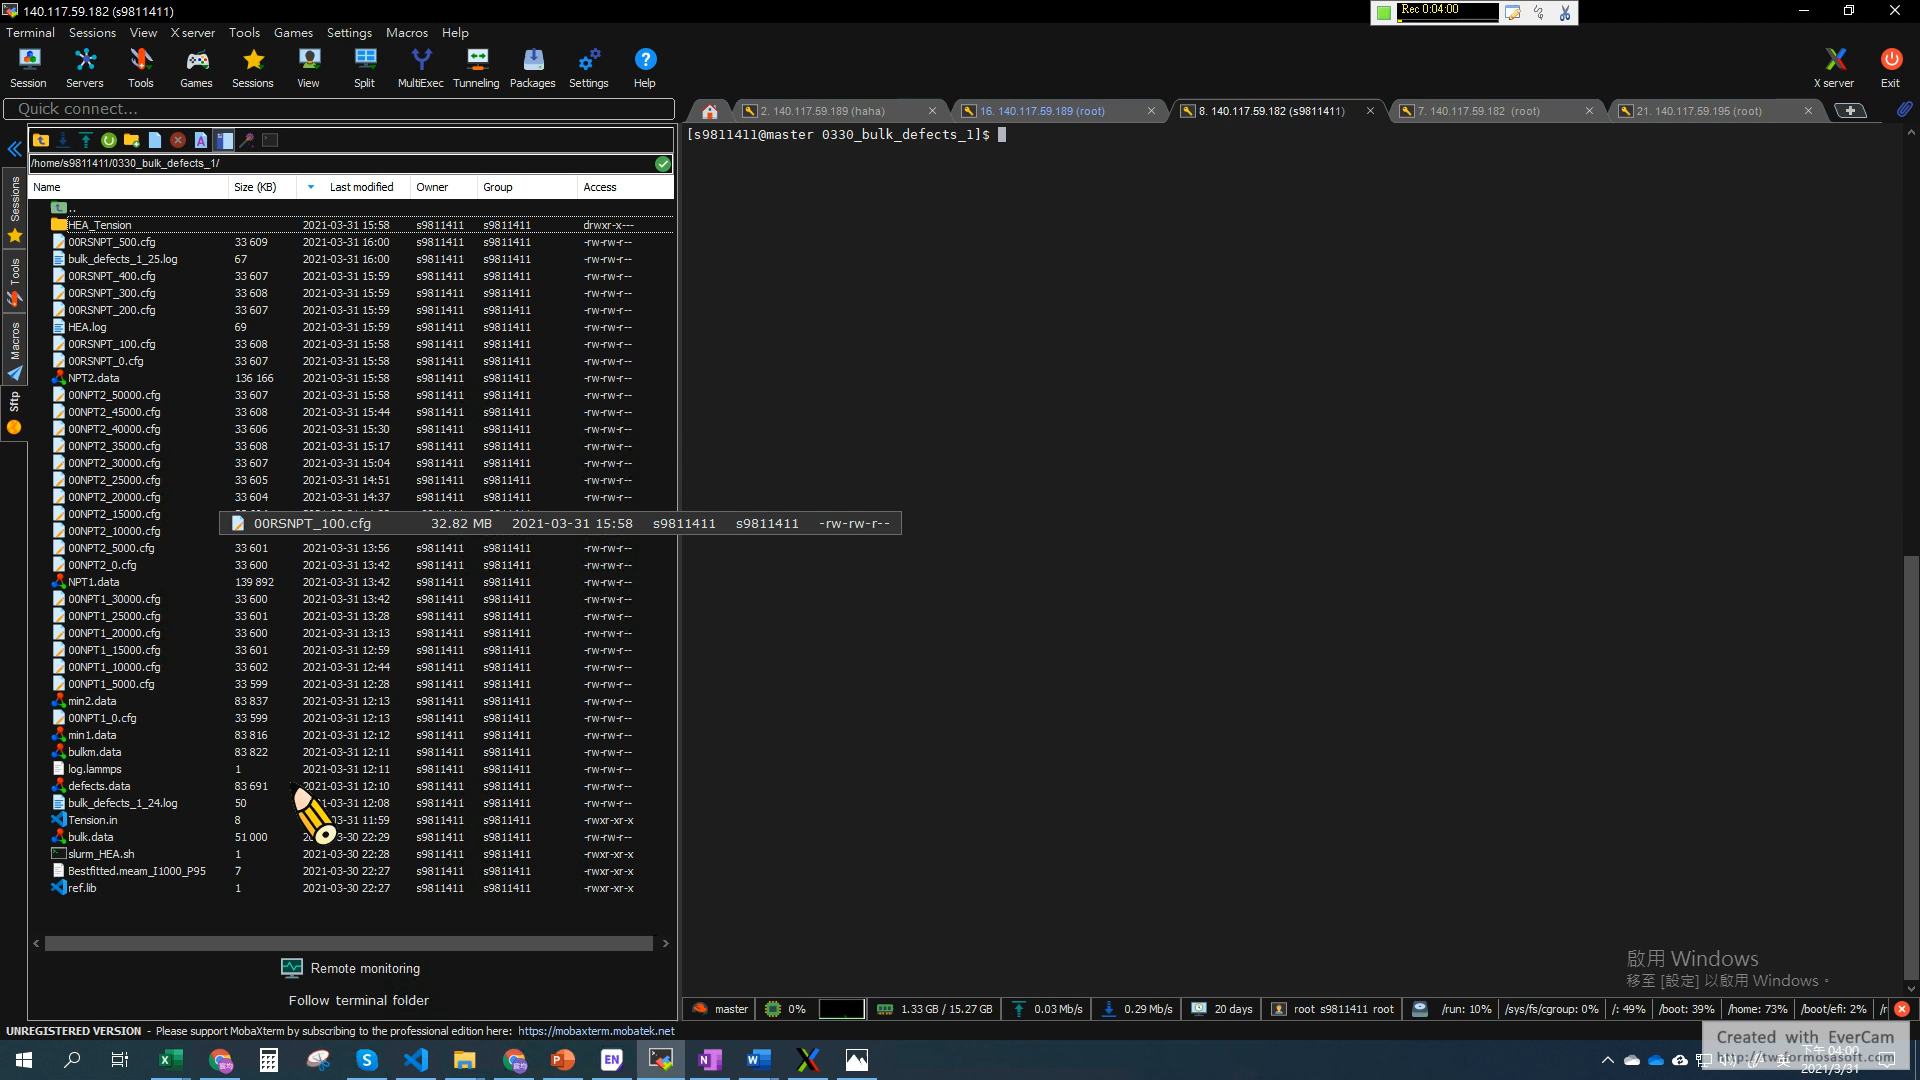 140.117.59.182 (s9811411)
Rec 0:04:00
Terminal Sessions View X server Tools Games Settings Macros Help
Session Servers Tools Games Sessions View Split MultiExec Tunneling Packages Settings Help X server Exit
Quick connect...
2. 140.117.59.189 (haha)
16. 140.117.59.189 (root)
8. 140.117.59.182 (s9811411)
7. 140.117.59.182 (root)
21. 140.117.59.195 (root)
[s9811411@master 0330_bulk_defects_1]$
/home/s9811411/0330_bulk_defects_1/
Sessions
Tools
Macros
Sftp
Name Size (KB) Last modified Owner Group Access
..
HEA_Tension 2021-03-31 15:58 s9811411 s9811411 drwxr-x---
00RSNPT_500.cfg 33 609 2021-03-31 16:00 s9811411 s9811411 -rw-rw-r--
bulk_defects_1_25.log 67 2021-03-31 16:00 s9811411 s9811411 -rw-rw-r--
00RSNPT_400.cfg 33 607 2021-03-31 15:59 s9811411 s9811411 -rw-rw-r--
00RSNPT_300.cfg 33 608 2021-03-31 15:59 s9811411 s9811411 -rw-rw-r--
00RSNPT_200.cfg 33 607 2021-03-31 15:59 s9811411 s9811411 -rw-rw-r--
HEA.log 69 2021-03-31 15:59 s9811411 s9811411 -rw-rw-r--
00RSNPT_100.cfg 33 608 2021-03-31 15:58 s9811411 s9811411 -rw-rw-r--
00RSNPT_0.cfg 33 607 2021-03-31 15:58 s9811411 s9811411 -rw-rw-r--
NPT2.data 136 166 2021-03-31 15:58 s9811411 s9811411 -rw-rw-r--
00NPT2_50000.cfg 33 607 2021-03-31 15:58 s9811411 s9811411 -rw-rw-r--
00NPT2_45000.cfg 33 608 2021-03-31 15:44 s9811411 s9811411 -rw-rw-r--
00NPT2_40000.cfg 33 606 2021-03-31 15:30 s9811411 s9811411 -rw-rw-r--
00NPT2_35000.cfg 33 608 2021-03-31 15:17 s9811411 s9811411 -rw-rw-r--
00NPT2_30000.cfg 33 607 2021-03-31 15:04 s9811411 s9811411 -rw-rw-r--
00NPT2_25000.cfg 33 605 2021-03-31 14:51 s9811411 s9811411 -rw-rw-r--
00NPT2_20000.cfg 33 604 2021-03-31 14:37 s9811411 s9811411 -rw-rw-r--
00NPT2_15000.cfg
00RSNPT_100.cfg 32.82 MB 2021-03-31 15:58 s9811411 s9811411 -rw-rw-r--
00NPT2_10000.cfg
00NPT2_5000.cfg 33 601 2021-03-31 13:56 s9811411 s9811411 -rw-rw-r--
00NPT2_0.cfg 33 600 2021-03-31 13:42 s9811411 s9811411 -rw-rw-r--
NPT1.data 139 892 2021-03-31 13:42 s9811411 s9811411 -rw-rw-r--
00NPT1_30000.cfg 33 600 2021-03-31 13:42 s9811411 s9811411 -rw-rw-r--
00NPT1_25000.cfg 33 601 2021-03-31 13:28 s9811411 s9811411 -rw-rw-r--
00NPT1_20000.cfg 33 600 2021-03-31 13:13 s9811411 s9811411 -rw-rw-r--
00NPT1_15000.cfg 33 601 2021-03-31 12:59 s9811411 s9811411 -rw-rw-r--
00NPT1_10000.cfg 33 602 2021-03-31 12:44 s9811411 s9811411 -rw-rw-r--
00NPT1_5000.cfg 33 599 2021-03-31 12:28 s9811411 s9811411 -rw-rw-r--
min2.data 83 837 2021-03-31 12:13 s9811411 s9811411 -rw-rw-r--
00NPT1_0.cfg 33 599 2021-03-31 12:13 s9811411 s9811411 -rw-rw-r--
min1.data 83 816 2021-03-31 12:12 s9811411 s9811411 -rw-rw-r--
bulkm.data 83 822 2021-03-31 12:11 s9811411 s9811411 -rw-rw-r--
log.lammps 1 2021-03-31 12:11 s9811411 s9811411 -rw-rw-r--
defects.data 83 691 2021-03-31 12:10 s9811411 s9811411 -rw-rw-r--
bulk_defects_1_24.log 50 -03-31 12:08 s9811411 s9811411 -rw-rw-r--
Tension.in 8 03-31 11:59 s9811411 s9811411 -rwxr-xr-x
bulk.data 51 000 -03-30 22:29 s9811411 s9811411 -rw-rw-r--
slurm_HEA.sh 1 2021-03-30 22:28 s9811411 s9811411 -rwxr-xr-x
Bestfitted.meam_I1000_P95 7 2021-03-30 22:27 s9811411 s9811411 -rwxr-xr-x
ref.lib 1 2021-03-30 22:27 s9811411 s9811411 -rwxr-xr-x
Remote monitoring
Follow terminal folder
啟用 Windows
移至 [設定] 以啟用 Windows。
master 0% 1.33 GB / 15.27 GB 0.03 Mb/s 0.29 Mb/s 20 days root s9811411 root /run: 10% /sys/fs/cgroup: 0% /: 49% /boot: 39% /home: 73% /boot/efi: 2%
UNREGISTERED VERSION - Please support MobaXterm by subscribing to the professional edition here: https://mobaxterm.mobatek.net
Created with EverCam
http://tw.formosasoft.com
EN
英
下午 04:00
2021/3/31